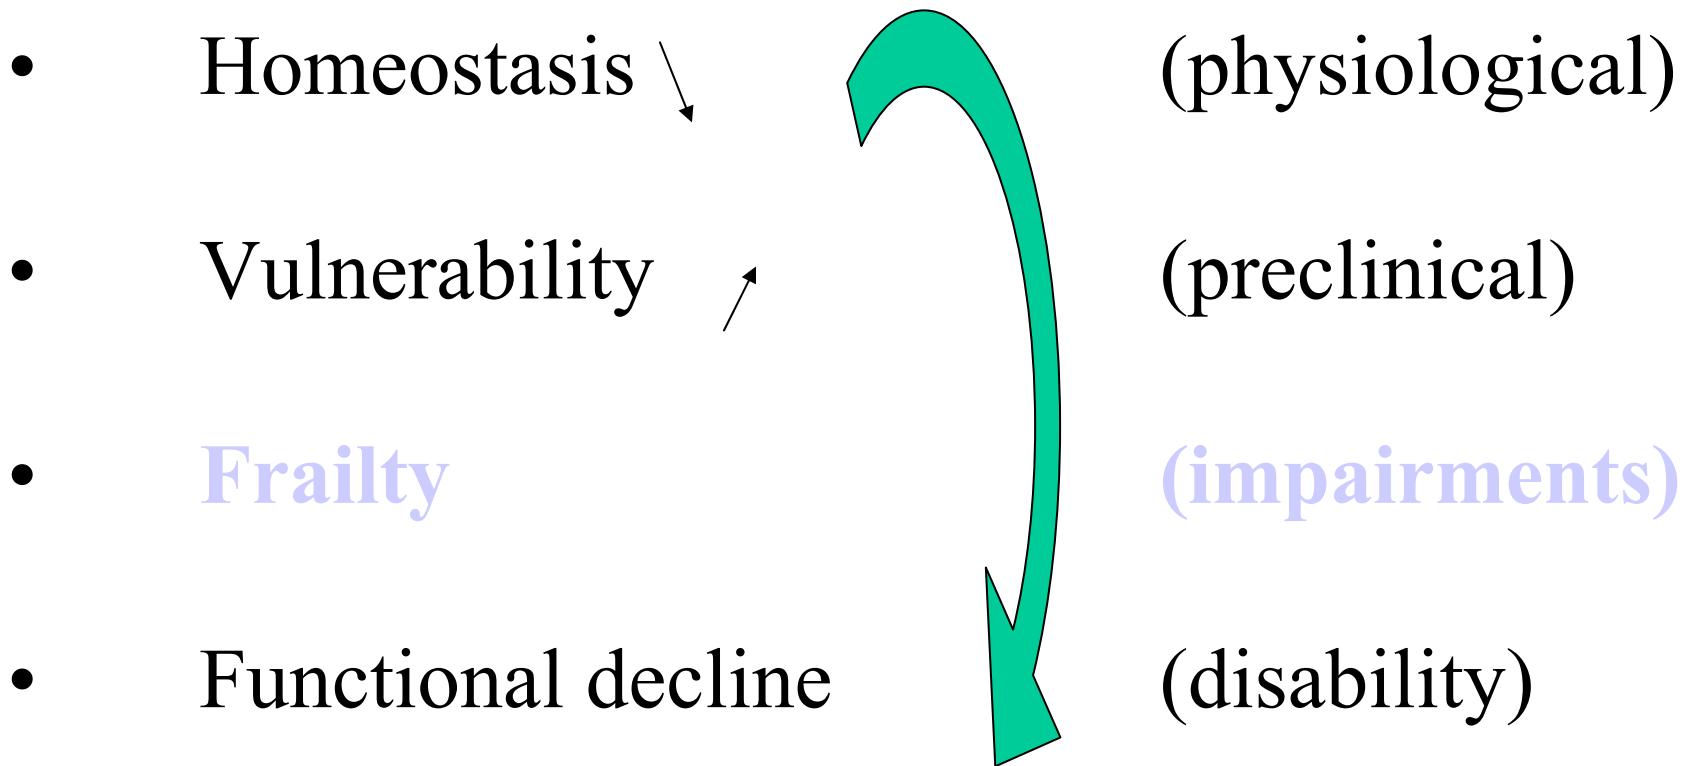 • Homeostasis (physiological)
• Vulnerability (preclinical)
• Frailty (impairments)
• Functional decline (disability)